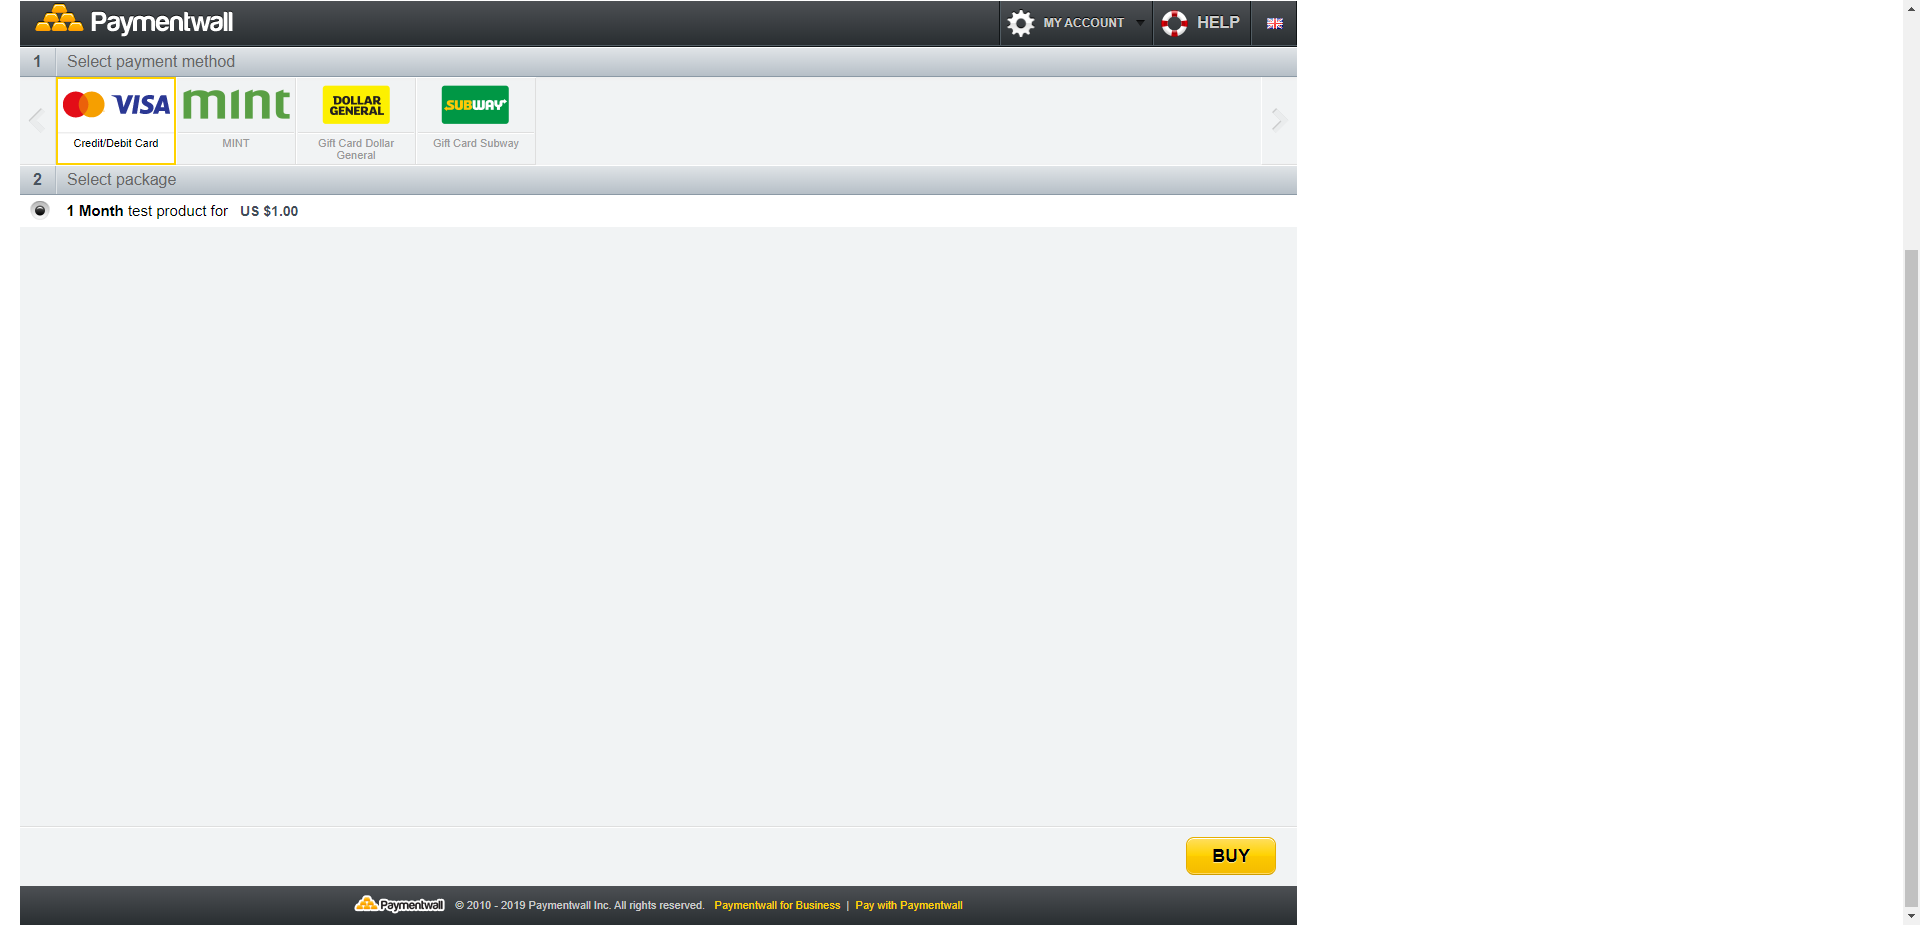 Paymentwall
MY ACCOUNT
HELP
1 Select payment method
VISA
mint
DOLLAR
GENERAL
SUBWAY
Credit/Debit Card
MINT
Gift Card Dollar
General
Gift Card Subway
2 Select package
1 Month test product for US $1.00
BUY
Paymentwall © 2010 - 2019 Paymentwall Inc. All rights reserved. Paymentwall for Business | Pay with Paymentwall